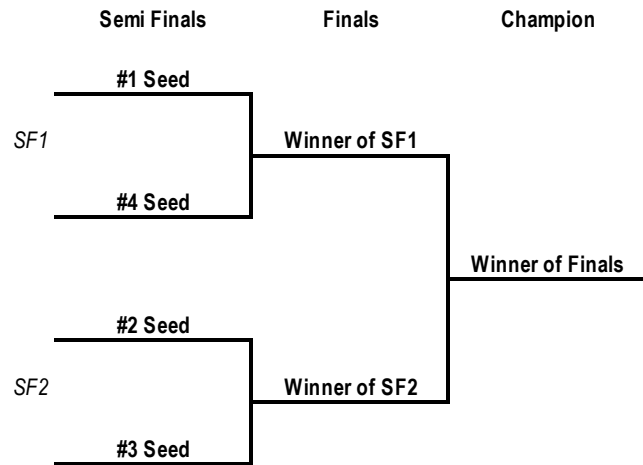 Semi Finals Finals Champion
#1 Seed
SF1
Winner of SF1
#4 Seed
Winner of Finals
#2 Seed
SF2
Winner of SF2
#3 Seed